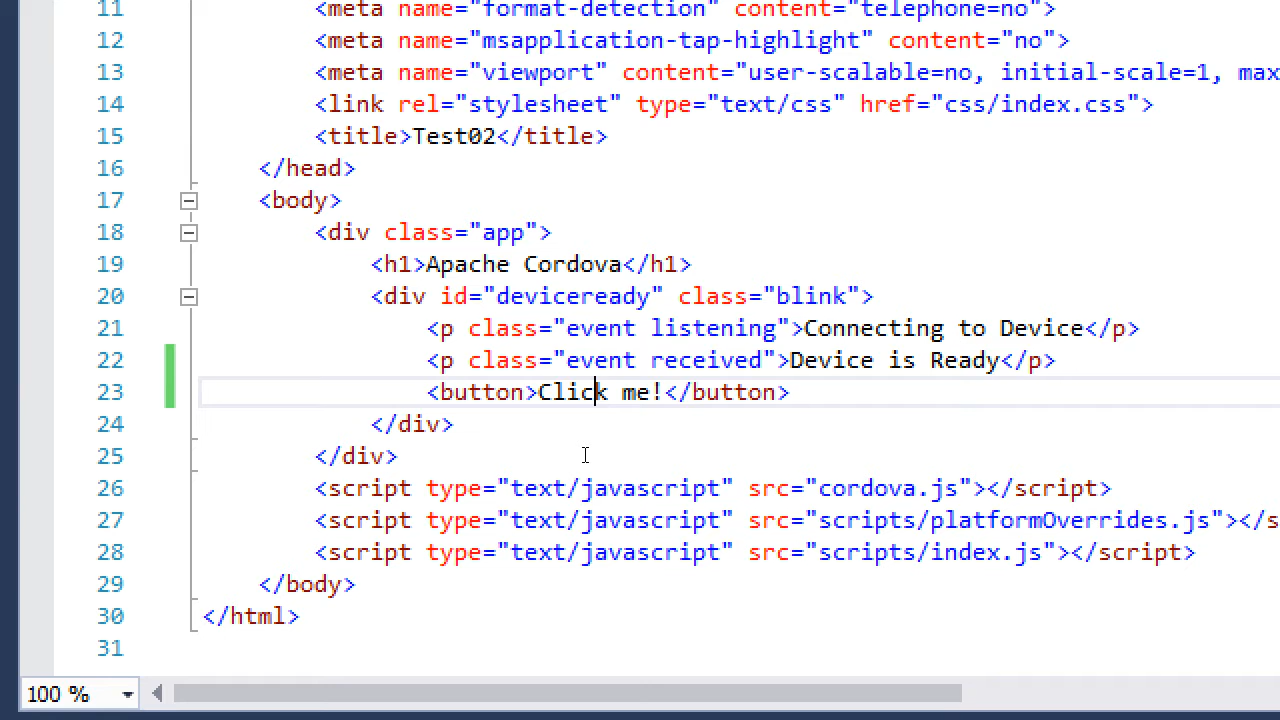 11 <meta name="format-detection" content="telephone=no">
12 <meta name="msapplication-tap-highlight" content="no">
13 <meta name="viewport" content="user-scalable=no, initial-scale=1, max
14 <link rel="stylesheet" type="text/css" href="css/index.css">
15 <title>Test02</title>
16 </head>
17 <body>
18 <div class="app">
19 <h1>Apache Cordova</h1>
20 <div id="deviceready" class="blink">
21 <p class="event listening">Connecting to Device</p>
22 <p class="event received">Device is Ready</p>
23 <button>Click me!</button>
24 </div>
25 </div>
26 <script type="text/javascript" src="cordova.js"></script>
27 <script type="text/javascript" src="scripts/platformOverrides.js"></s
28 <script type="text/javascript" src="scripts/index.js"></script>
29 </body>
30 </html>
31
100 %